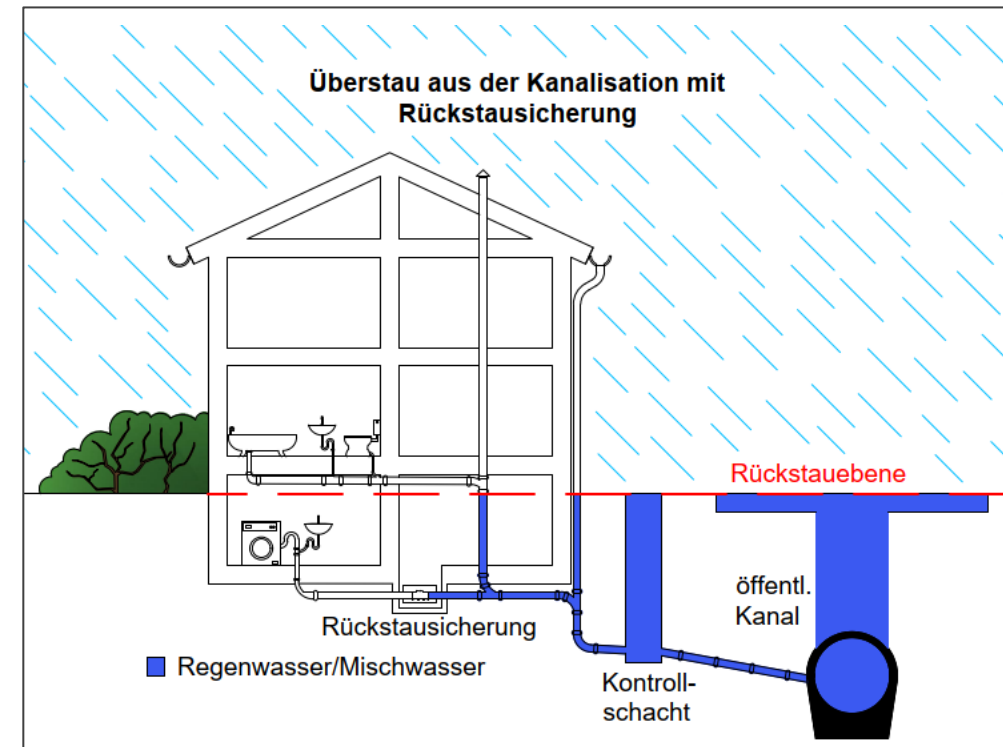 Überstau aus der Kanalisation mit
Rückstausicherung
Rückstauebene
öffentl.
Kanal
Rückstausicherung
Regenwasser/Mischwasser
Kontroll-
schacht